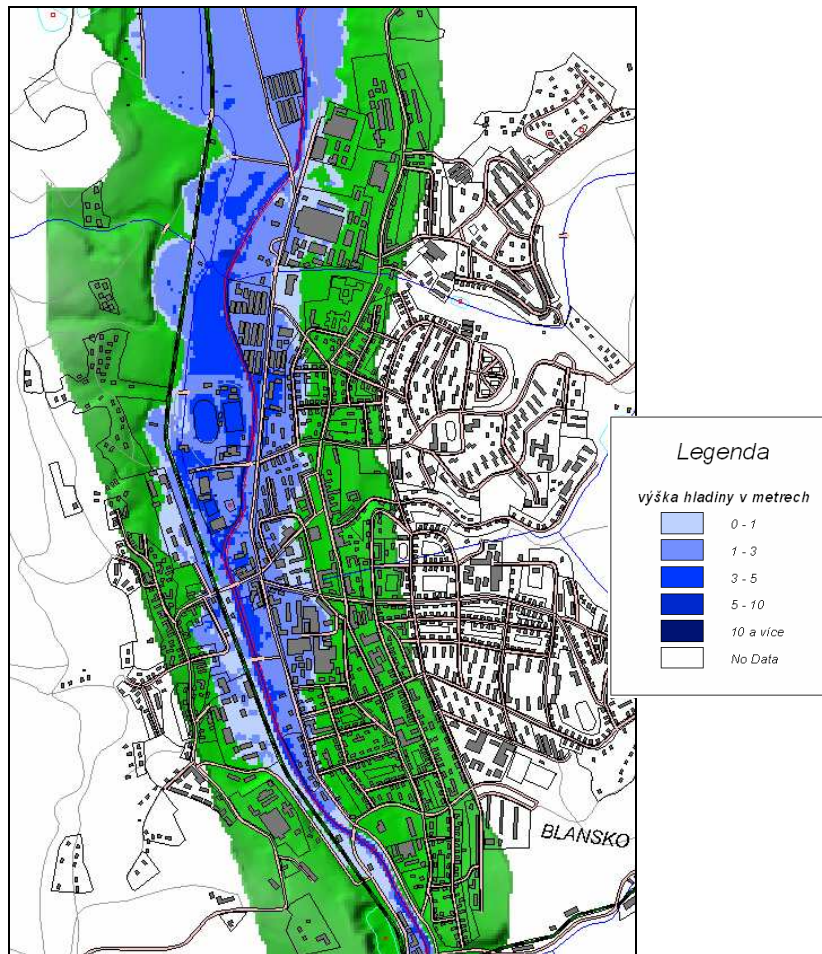 Legenda
výška hladiny v metrech
0 - 1
1 - 3
3 - 5
5 - 10
10 a více
No Data
BLANSKO